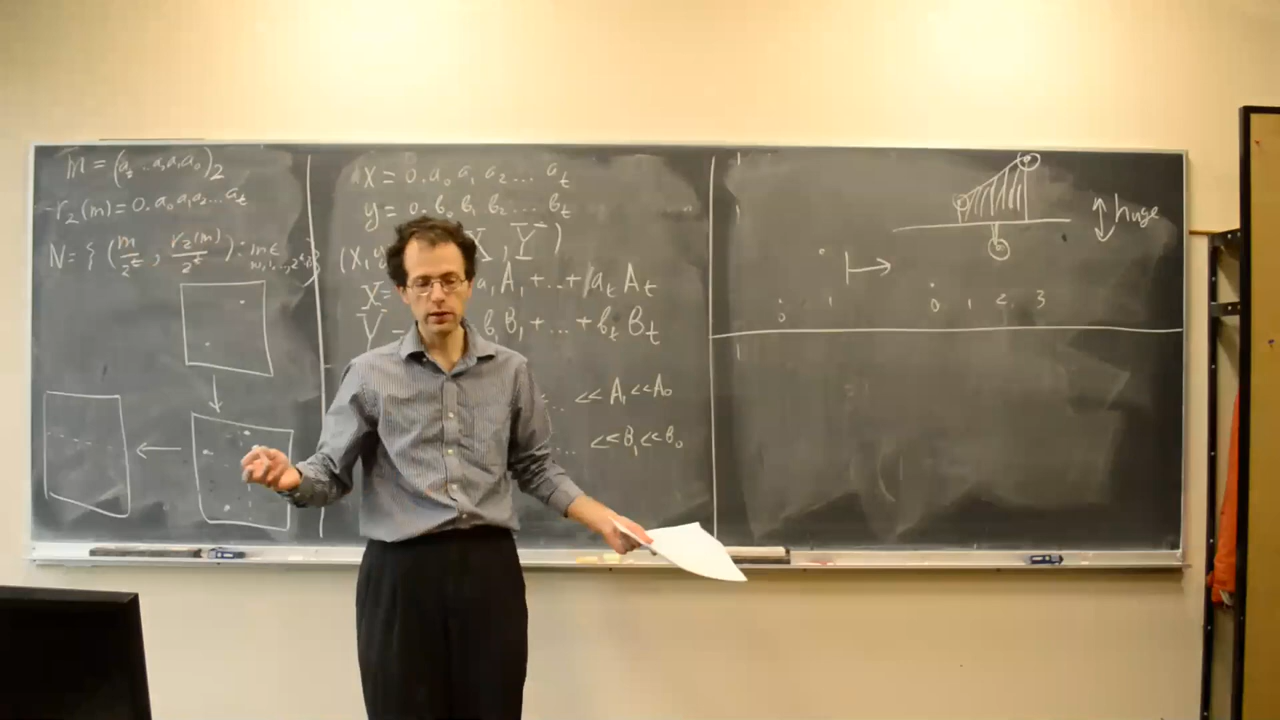 m = (a_t ... a_2 a_1 a_0)_2
r_2(m) = 0.a_0 a_1 a_2 ... a_t
N = { (m/2^t, r_2(m)/2^t) : m ∈
x = 0.a_0 a_1 a_2 ... a_t
y = 0.b_0 b_1 b_2 ... b_t
(x, X, Y)
X = A_1 + ... + a_t A_t
Y b_1 B_1 + ... + b_t B_t
... << A_1 << A_0
... << B_1 << B_0
huge
0 1
0 1 2 3